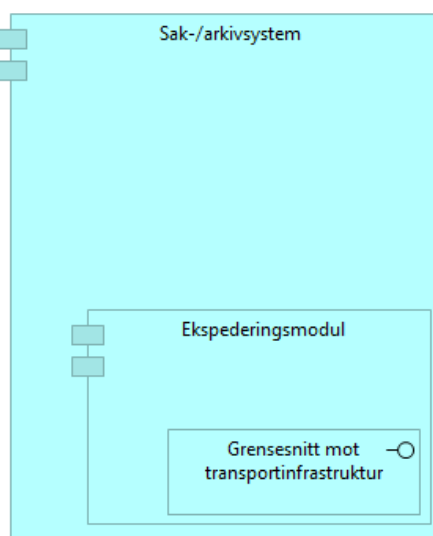 Sak-/arkivsystem
Ekspederingsmodul
Grensesnitt mot
transportinfrastruktur